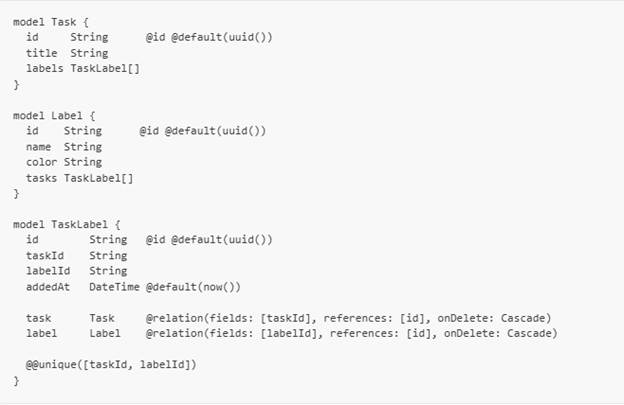 model Task {
  id     String      @id @default(uuid())
  title  String
  labels TaskLabel[]
}

model Label {
  id    String      @id @default(uuid())
  name  String
  color String
  tasks TaskLabel[]
}

model TaskLabel {
  id       String   @id @default(uuid())
  taskId   String
  labelId  String
  addedAt  DateTime @default(now())

  task     Task     @relation(fields: [taskId], references: [id], onDelete: Cascade)
  label    Label    @relation(fields: [labelId], references: [id], onDelete: Cascade)

  @@unique([taskId, labelId])
}